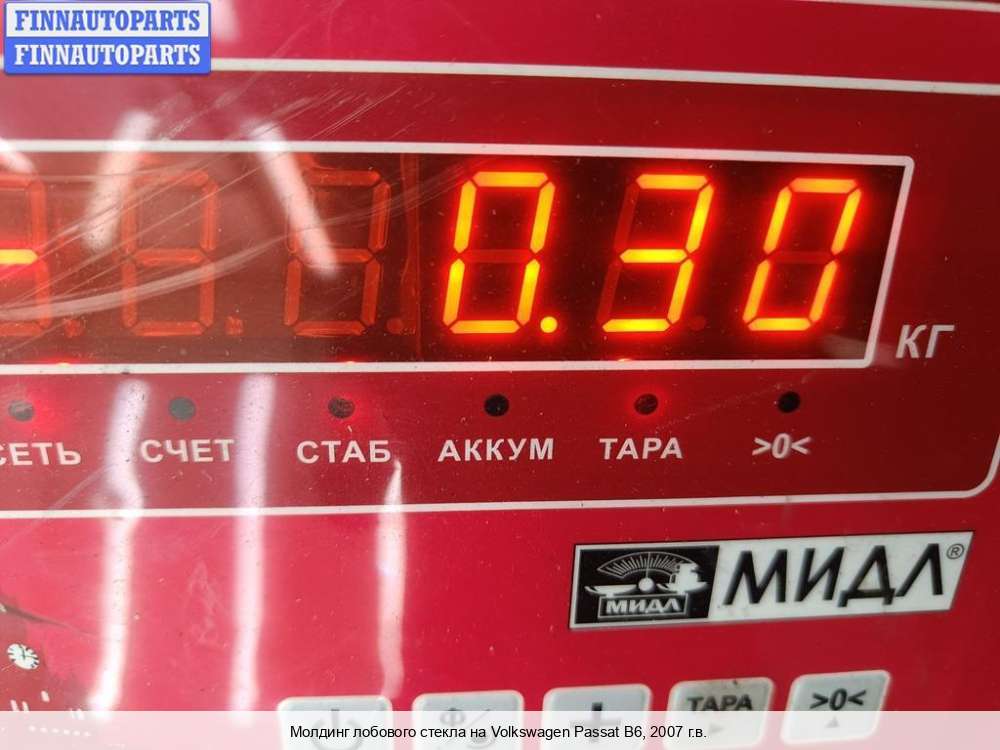 FINNAUTOPARTS
FINNAUTOPARTS
0.30
КГ
СЕТЬ СЧЕТ СТАБ АККУМ ТАРА >0<
МИДЛ МИДЛ®
ТАРА >0<
Молдинг лобового стекла на Volkswagen Passat B6, 2007 г.в.